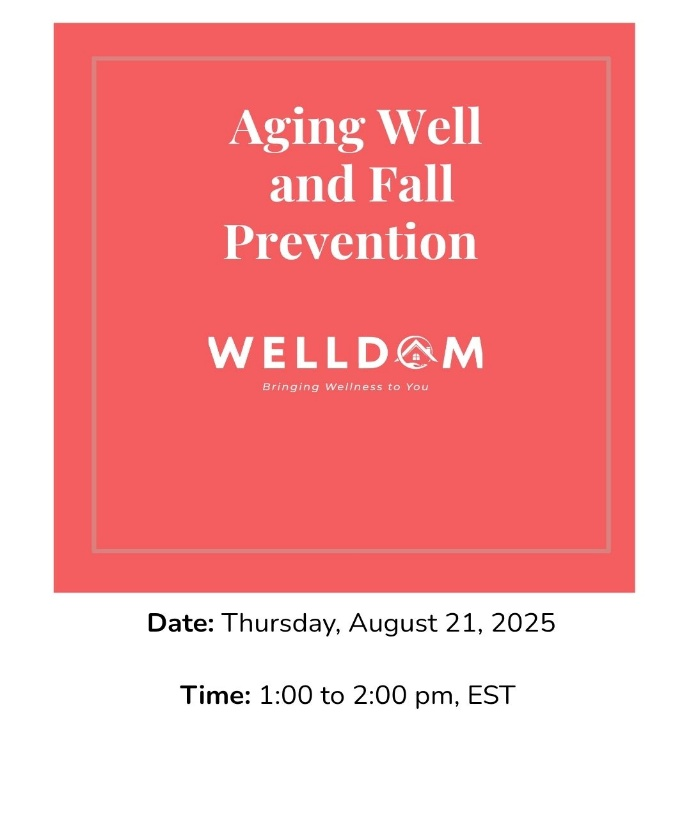 Aging Well
and Fall
Prevention
WELLDOM
Bringing Wellness to You
Date: Thursday, August 21, 2025
Time: 1:00 to 2:00 pm, EST